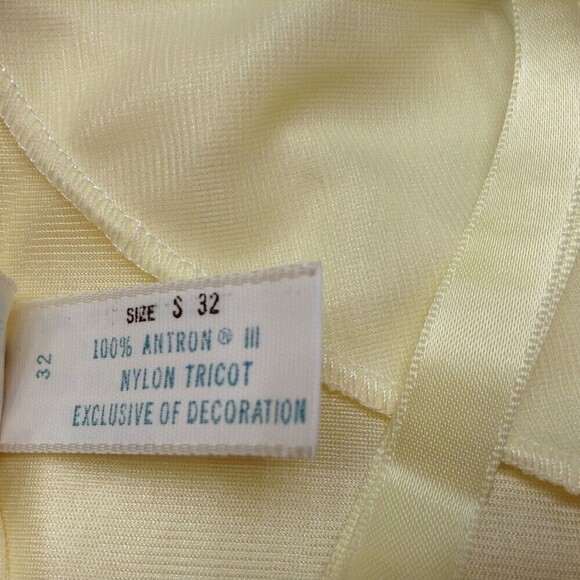 SIZE S 32
100% ANTRON® III
NYLON TRICOT
EXCLUSIVE OF DECORATION
32